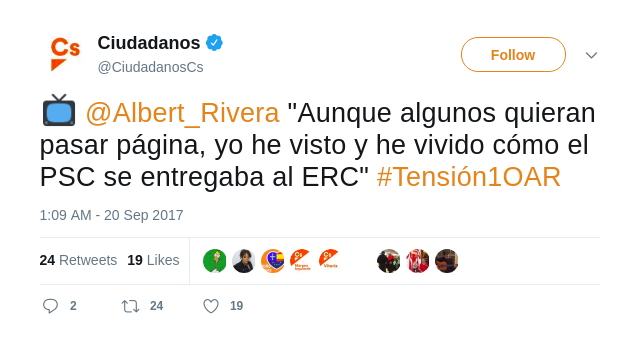 Cs
Ciudadanos
@CiudadanosCs
Follow
@Albert_Rivera "Aunque algunos quieran
pasar página, yo he visto y he vivido cómo el
PSC se entregaba al ERC" #Tensión1OAR
1:09 AM - 20 Sep 2017
24 Retweets 19 Likes
2 24 19